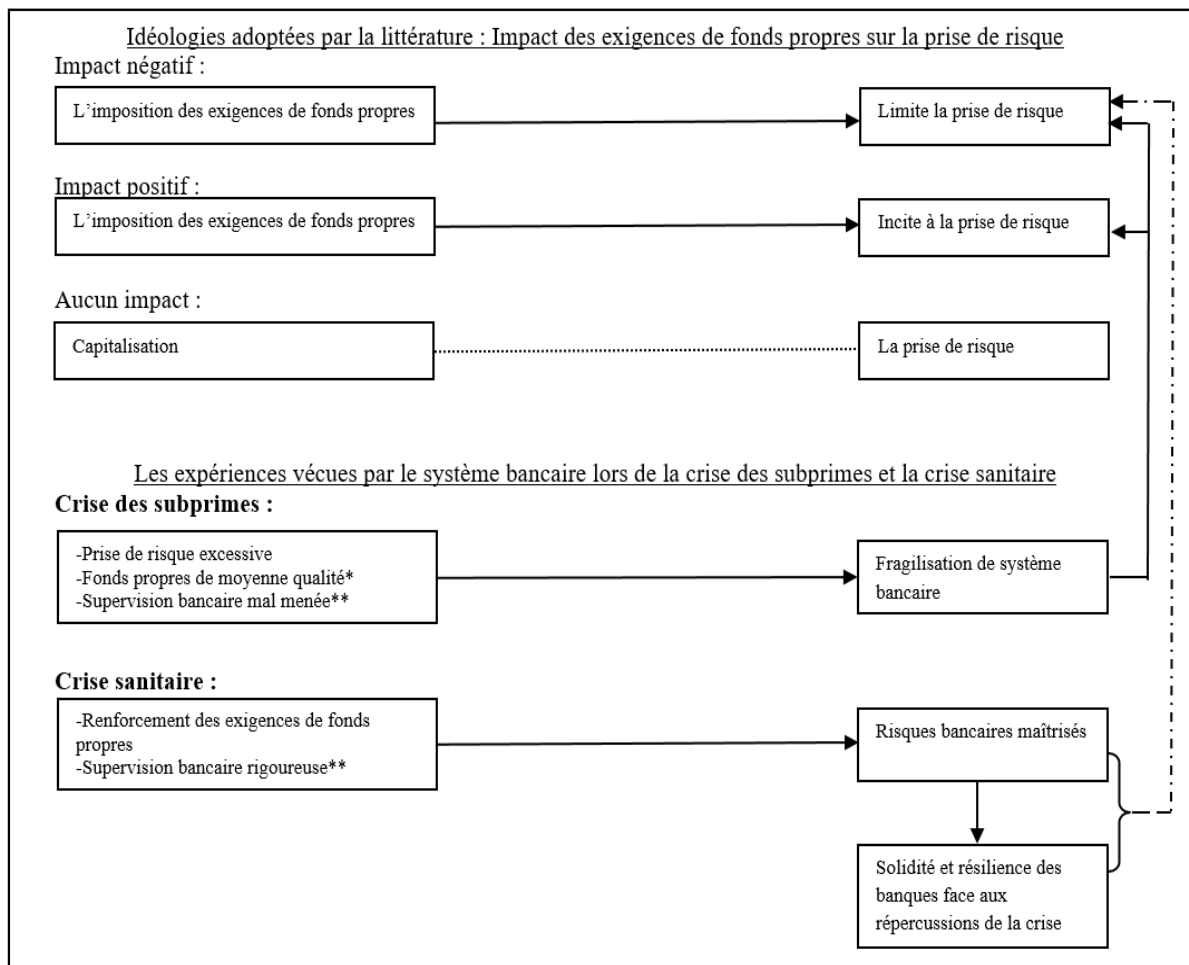 Idéologies adoptées par la littérature : Impact des exigences de fonds propres sur la prise de risque
Impact négatif :
L’imposition des exigences de fonds propres
Limite la prise de risque
Impact positif :
L’imposition des exigences de fonds propres
Incite à la prise de risque
Aucun impact :
Capitalisation
La prise de risque
Les expériences vécues par le système bancaire lors de la crise des subprimes et la crise sanitaire
Crise des subprimes :
-Prise de risque excessive
-Fonds propres de moyenne qualité*
-Supervision bancaire mal menée**
Fragilisation de système
bancaire
Crise sanitaire :
-Renforcement des exigences de fonds
propres
-Supervision bancaire rigoureuse**
Risques bancaires maîtrisés
Solidité et résilience des
banques face aux
répercussions de la crise